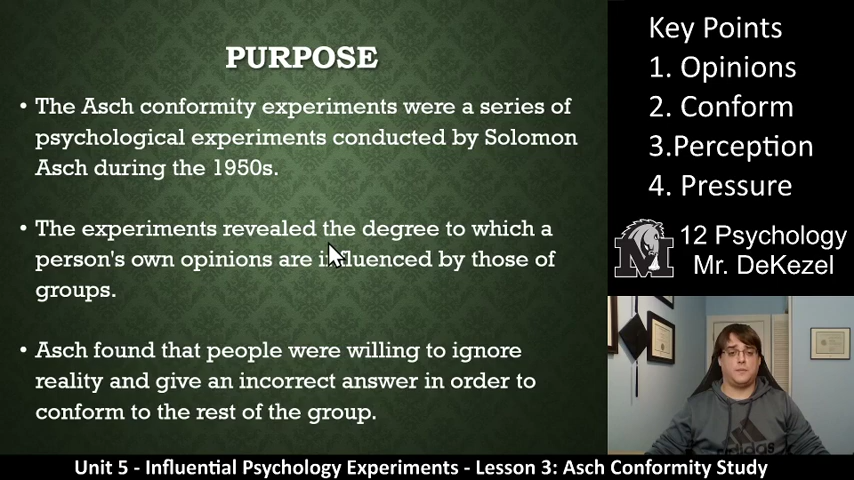 PURPOSE
• The Asch conformity experiments were a series of
psychological experiments conducted by Solomon
Asch during the 1950s.
• The experiments revealed the degree to which a
person's own opinions are influenced by those of
groups.
• Asch found that people were willing to ignore
reality and give an incorrect answer in order to
conform to the rest of the group.
Key Points
1. Opinions
2. Conform
3.Perception
4. Pressure
M
12 Psychology
Mr. DeKezel
adidas
Unit 5 - Influential Psychology Experiments - Lesson 3: Asch Conformity Study